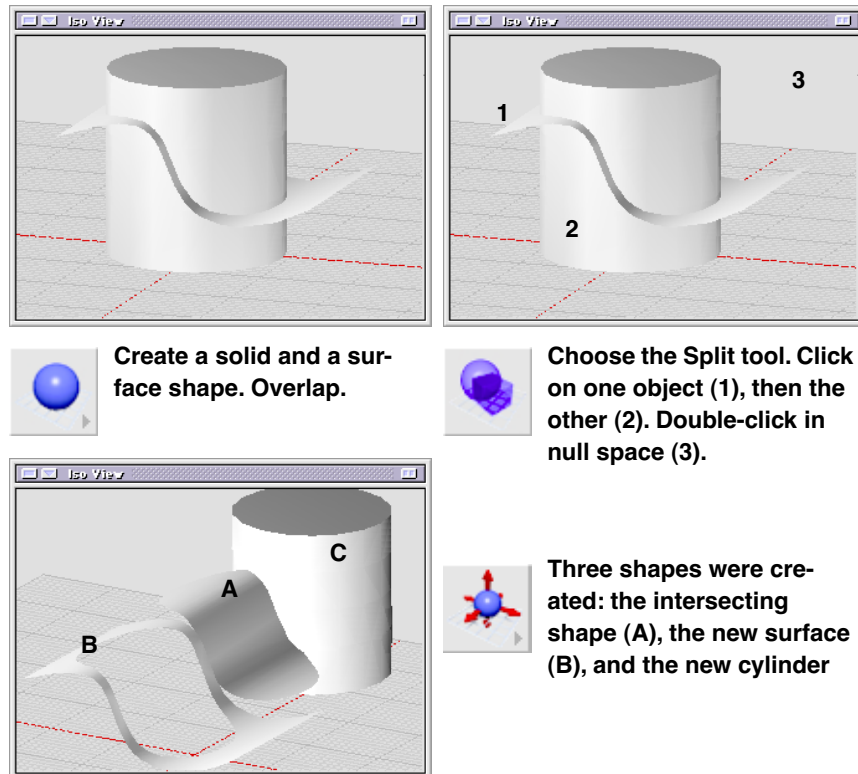 Iso View
Iso View
1
2
3
Create a solid and a sur-
face shape. Overlap.
Choose the Split tool. Click
on one object (1), then the
other (2). Double-click in
null space (3).
Iso View
A
B
C
Three shapes were cre-
ated: the intersecting
shape (A), the new surface
(B), and the new cylinder